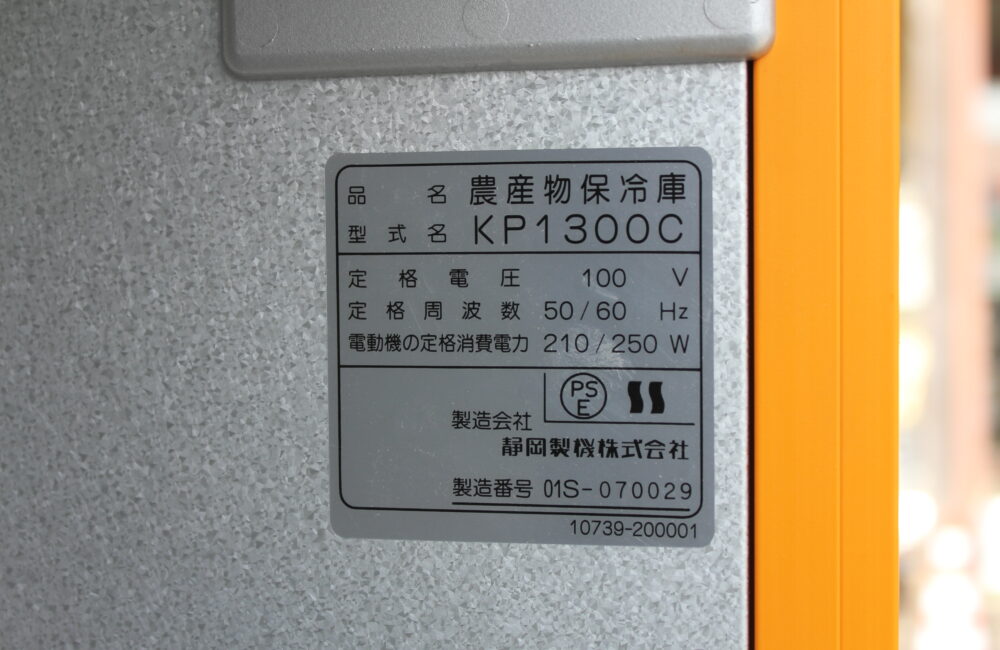 品名 農産物保冷庫
型式名 KP1300C
定格電圧 100 V
定格周波数 50/60 Hz
電動機の定格消費電力 210/250 W
PSE
製造会社
静岡製機株式会社
製造番号 01S-070029
10739-200001